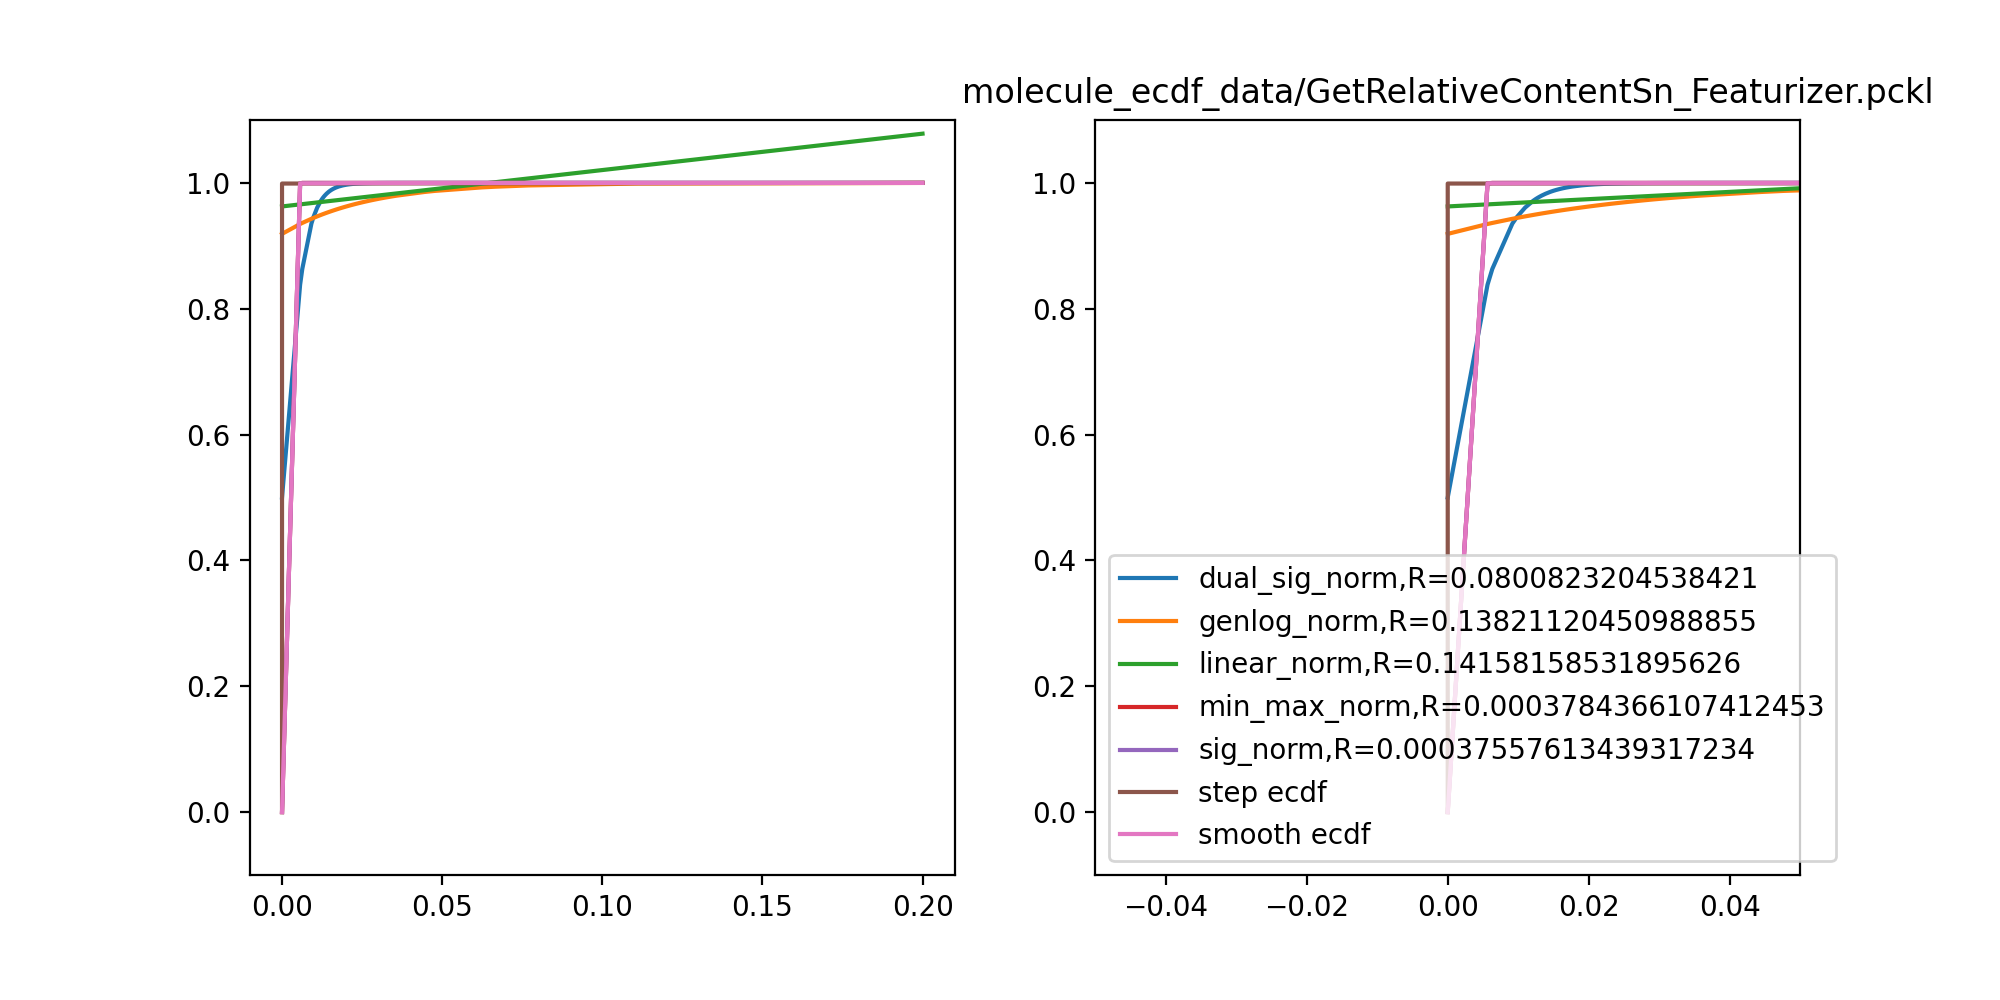 molecule_ecdf_data/GetRelativeContentSn_Featurizer.pckl
1.0
0.8
0.6
0.4
0.2
0.0
0.00 0.05 0.10 0.15 0.20
1.0
0.8
0.6
0.4
0.2
0.0
dual_sig_norm,R=0.0800823204538421
genlog_norm,R=0.13821120450988855
linear_norm,R=0.14158158531895626
min_max_norm,R=0.0003784366107412453
sig_norm,R=0.00037557613439317234
step ecdf
smooth ecdf
−0.04 −0.02 0.00 0.02 0.04